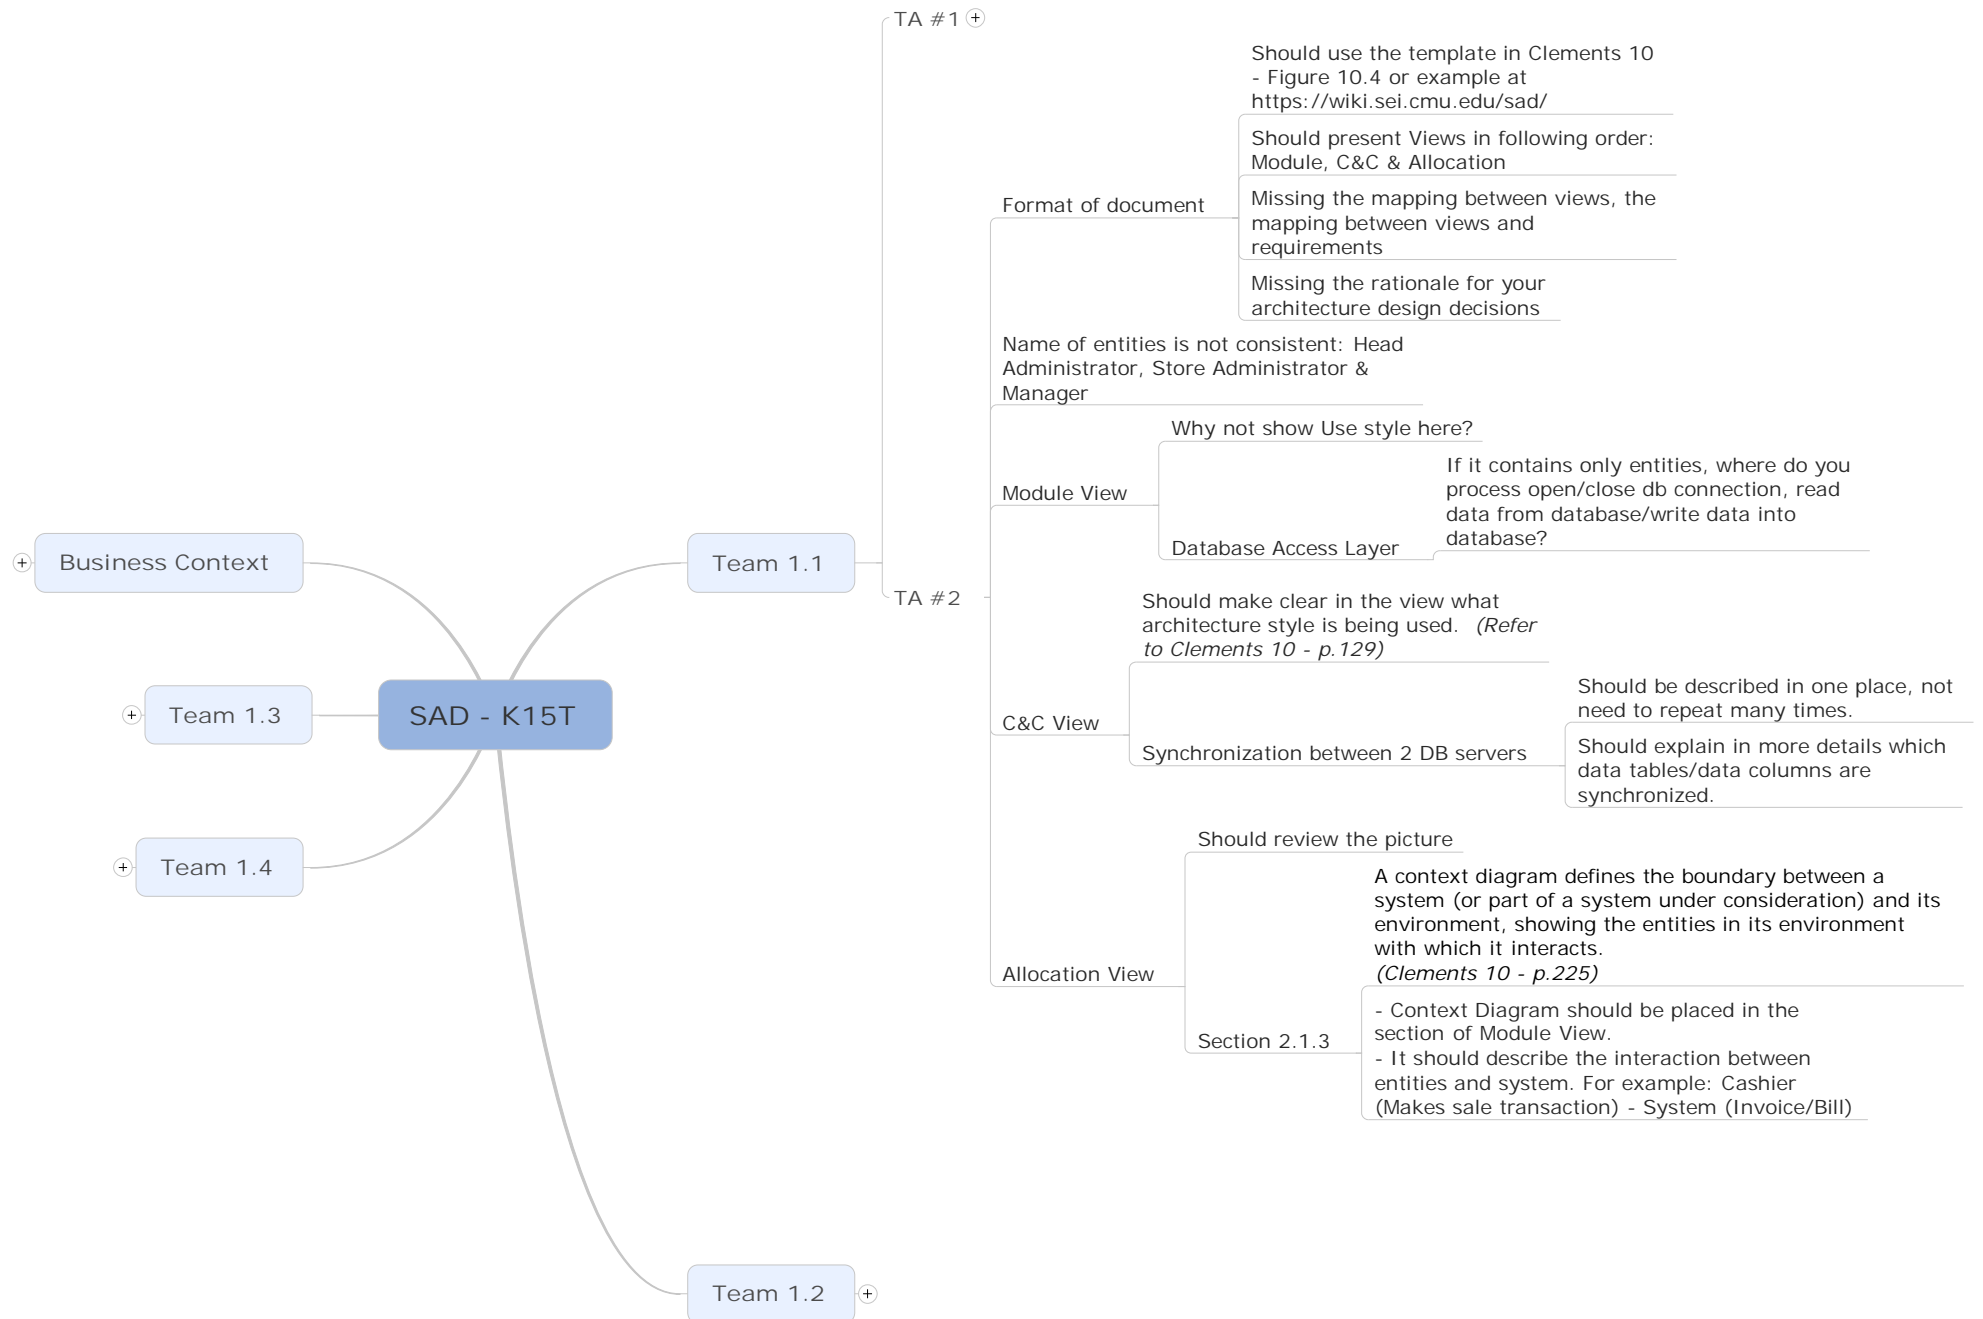 TA #1
Should use the template in Clements 10
- Figure 10.4 or example at
https://wiki.sei.cmu.edu/sad/
Should present Views in following order:
Module, C&C & Allocation
Format of document
Missing the mapping between views, the
mapping between views and
requirements
Missing the rationale for your
architecture design decisions
Name of entities is not consistent: Head
Administrator, Store Administrator &
Manager
Why not show Use style here?
Module View
If it contains only entities, where do you
process open/close db connection, read
data from database/write data into
database?
Database Access Layer
Business Context
Team 1.1
TA #2
Should make clear in the view what
architecture style is being used. (Refer
to Clements 10 - p.129)
Team 1.3
SAD - K15T
C&C View
Should be described in one place, not
need to repeat many times.
Synchronization between 2 DB servers
Should explain in more details which
data tables/data columns are
synchronized.
Team 1.4
Should review the picture
Allocation View
A context diagram defines the boundary between a
system (or part of a system under consideration) and its
environment, showing the entities in its environment
with which it interacts.
(Clements 10 - p.225)
Section 2.1.3
- Context Diagram should be placed in the
section of Module View.
- It should describe the interaction between
entities and system. For example: Cashier
(Makes sale transaction) - System (Invoice/Bill)
Team 1.2